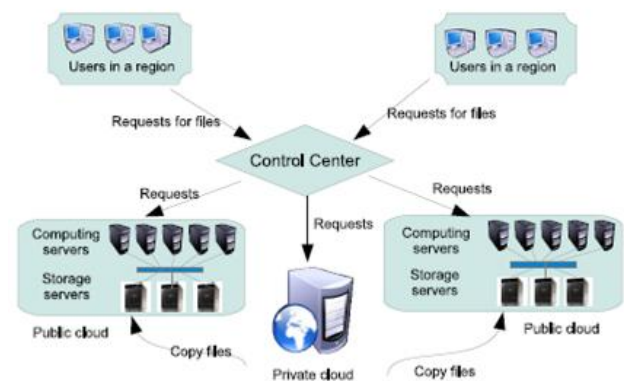 Users in a region
Users in a region
Requests for files
Requests for files
Control Center
Requests
Requests
Requests
Computing
servers
Storage
servers
Public cloud
Computing
servers
Storage
servers
Public cloud
Copy files
Private cloud
Copy files